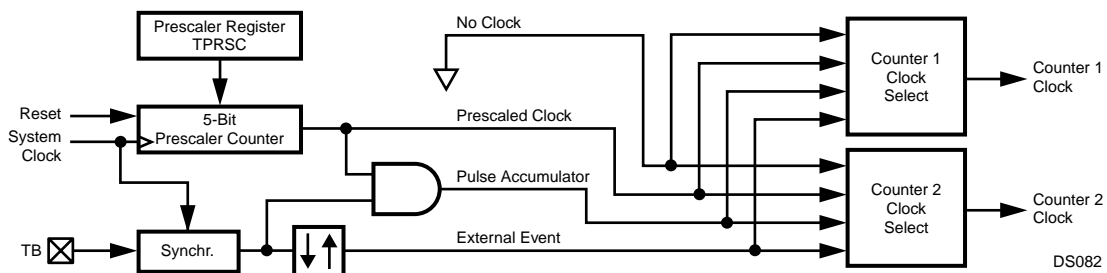 Prescaler Register
TPRSC
No Clock
Counter 1
Clock
Select
Counter 1
Clock
Reset
System
Clock
5-Bit
Prescaler Counter
Prescaled Clock
Pulse Accumulator
Counter 2
Clock
Select
Counter 2
Clock
TB
Synchr.
External Event
DS082